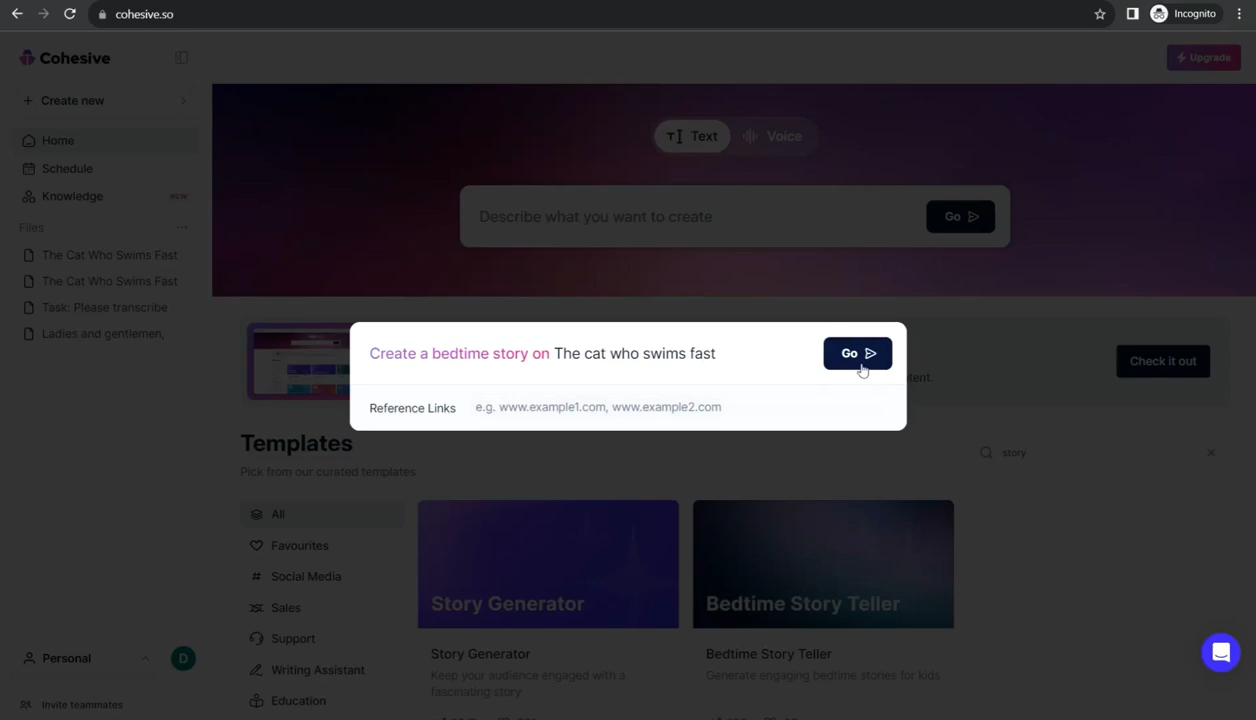 cohesive.so
Incognito
Cohesive
Upgrade
Create new
Home
Schedule
Knowledge NEW
Files
The Cat Who Swims Fast
The Cat Who Swims Fast
Task: Please transcribe
Ladies and gentlemen,
Text Voice
Describe what you want to create Go
Create a bedtime story on The cat who swims fast Go
Reference Links e.g. www.example1.com, www.example2.com
tent.
Check it out
Templates
Pick from our curated templates
story
All
Favourites
Social Media
Sales
Support
Writing Assistant
Education
Story Generator
Story Generator
Keep your audience engaged with a
fascinating story
Bedtime Story Teller
Bedtime Story Teller
Generate engaging bedtime stories for kids
Personal
D
Invite teammates